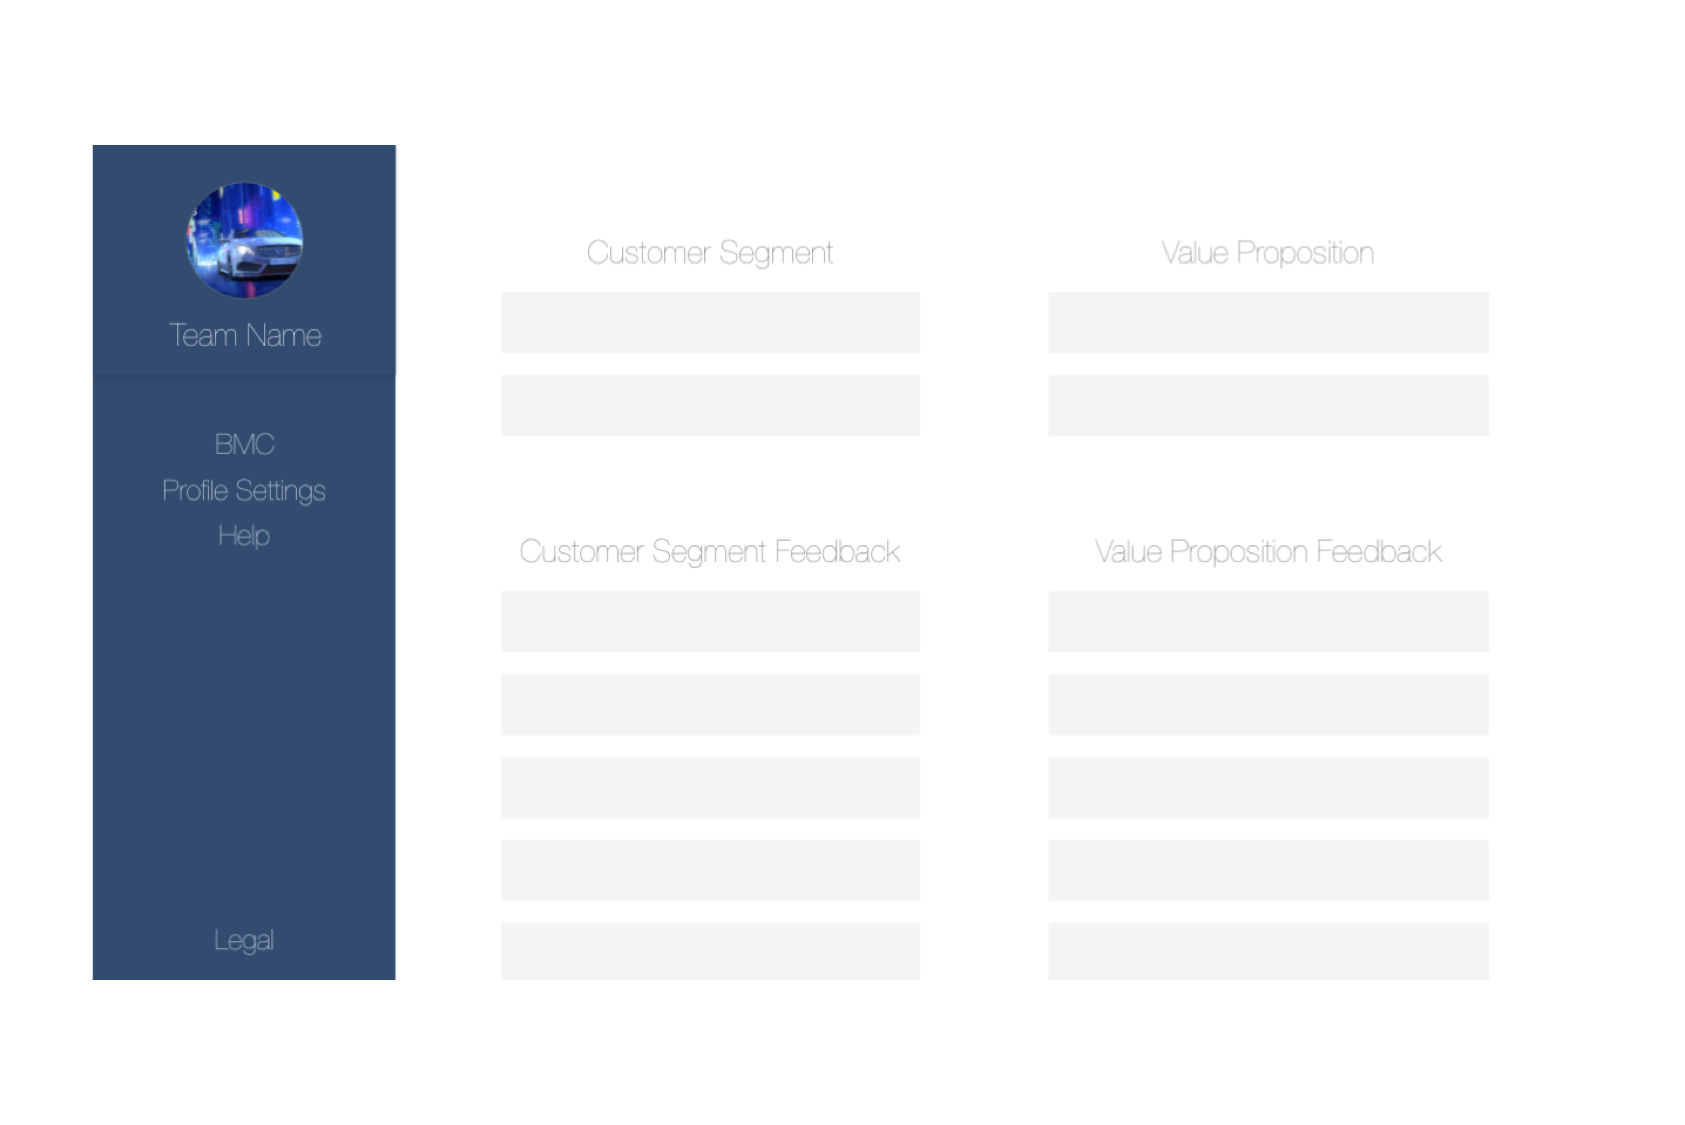 Team Name
BMC
Profile Settings
Help
Legal
Customer Segment
Value Proposition
Customer Segment Feedback
Value Proposition Feedback